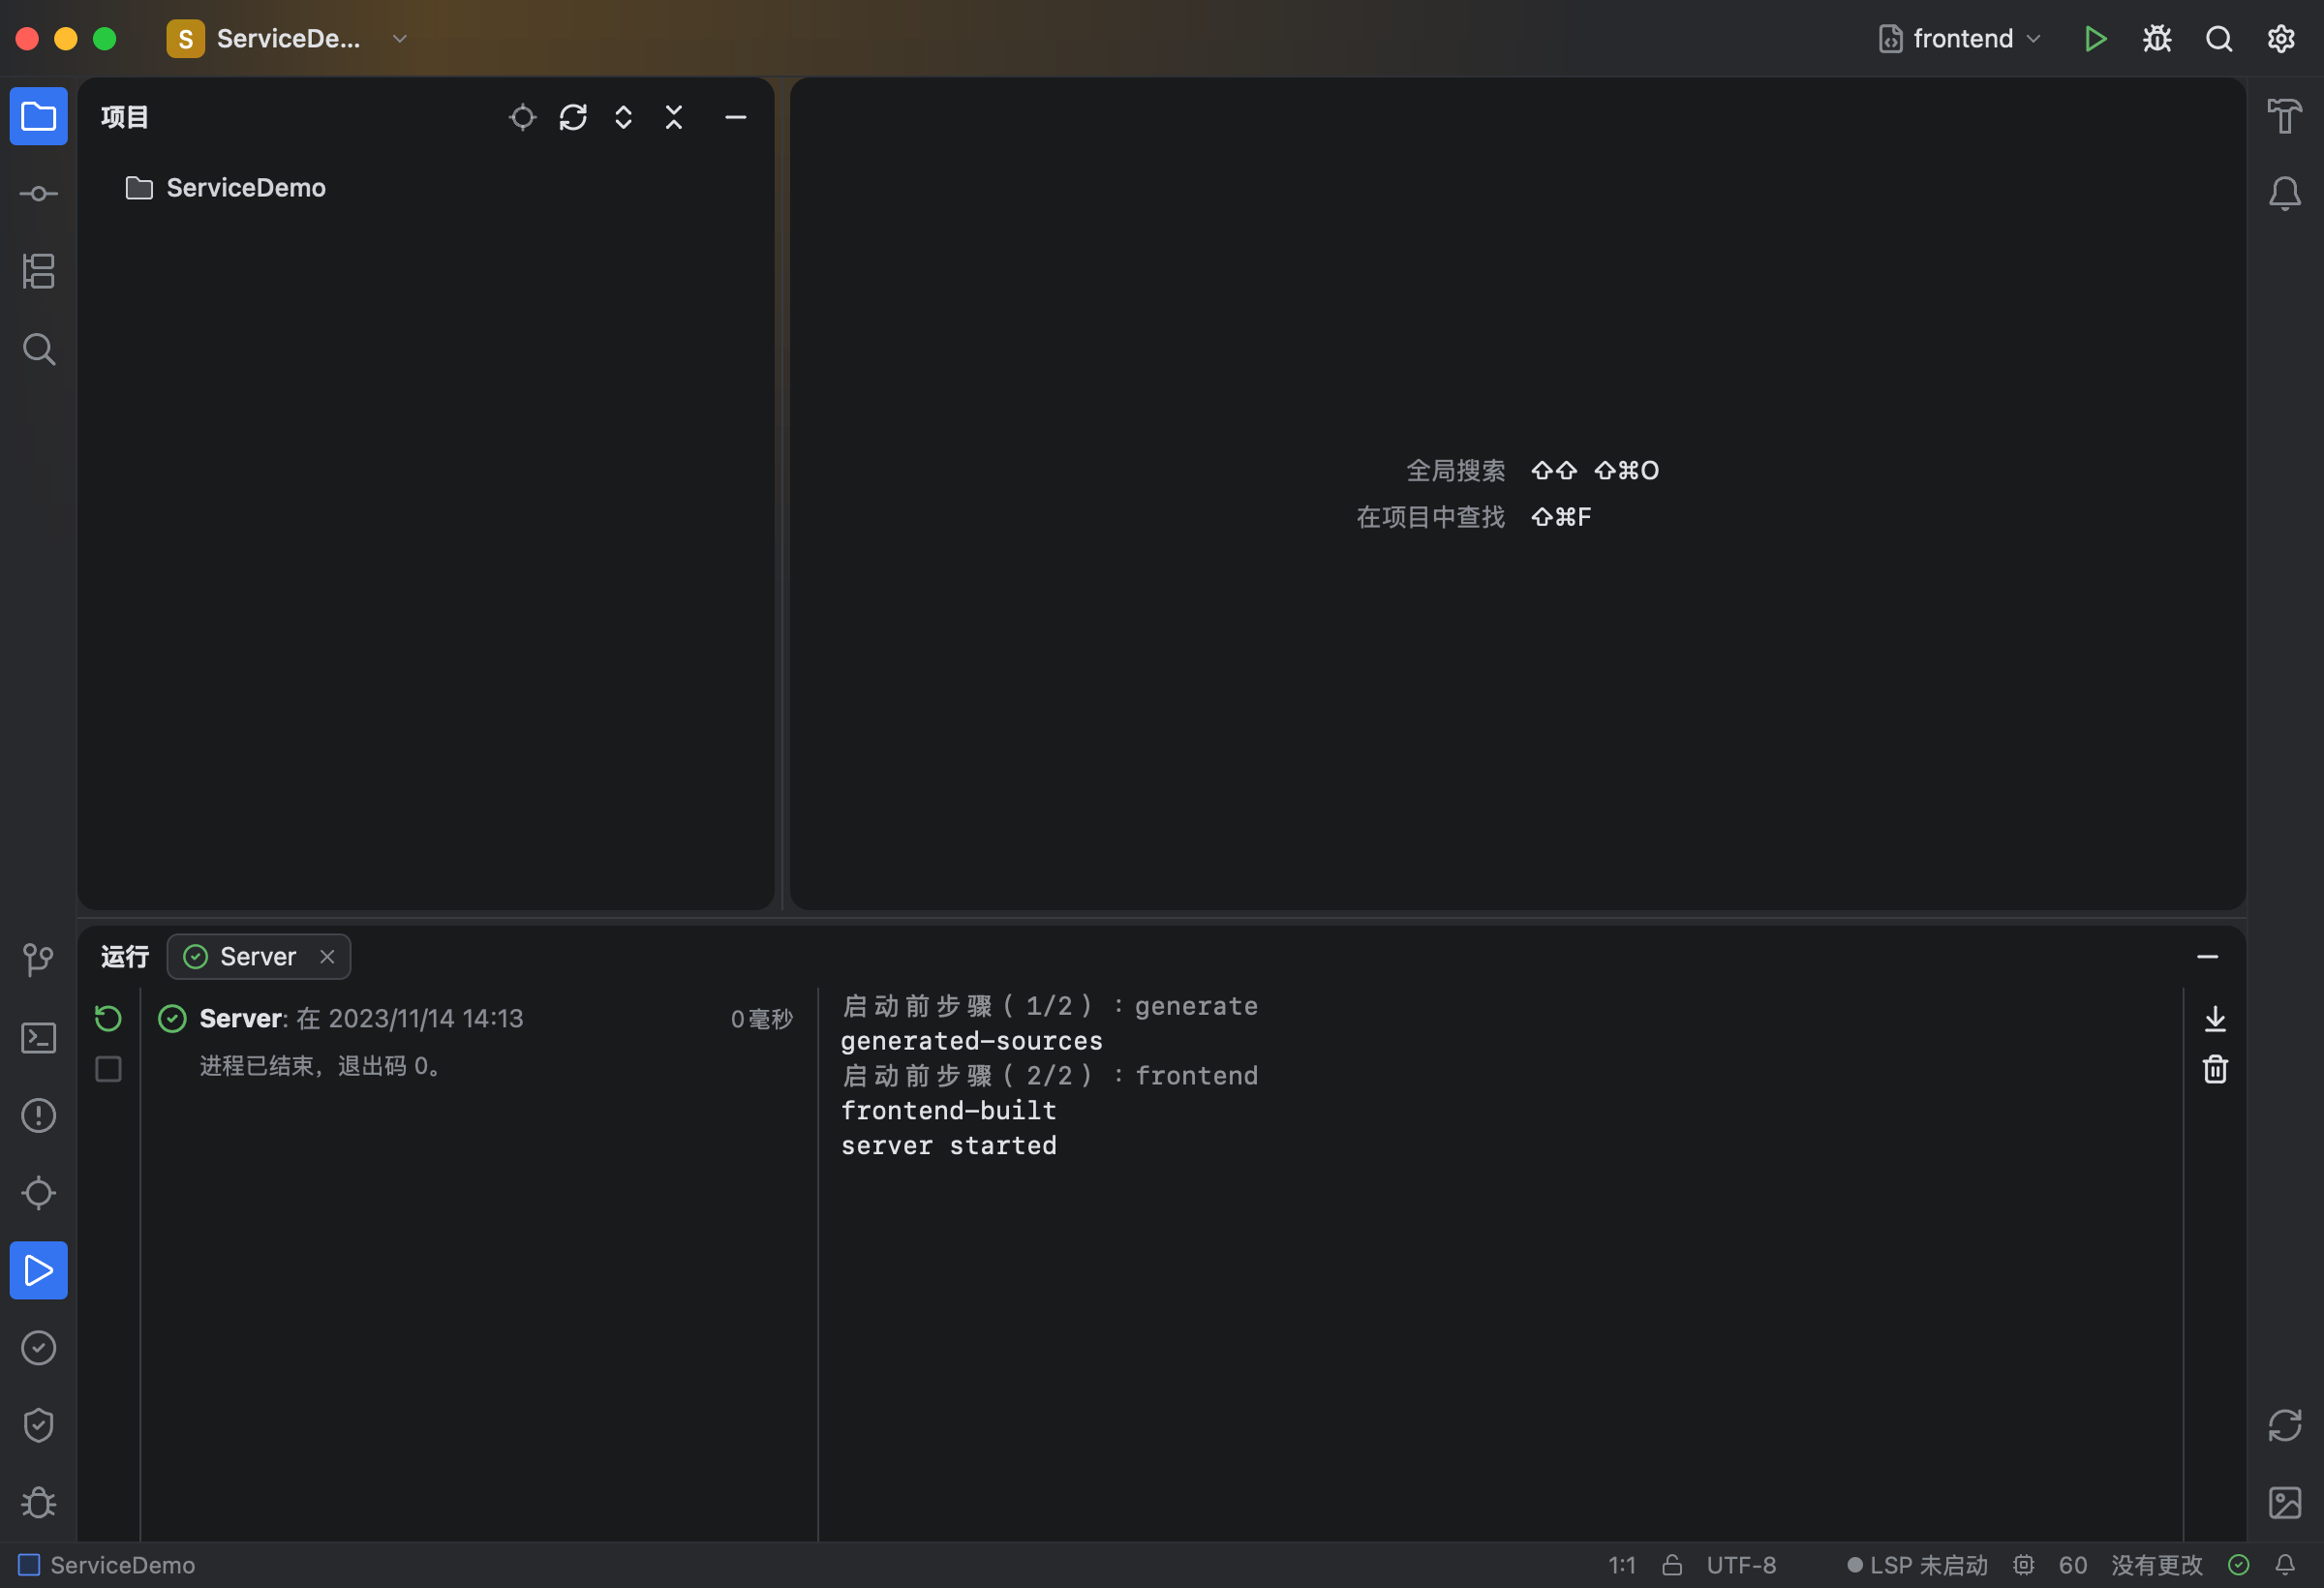 S ServiceDe... frontend
项目
ServiceDemo
全局搜索 ⇧⇧ ⇧⌘O
在项目中查找 ⇧⌘F
运行 Server
Server: 在 2023/11/14 14:13 0 毫秒
进程已结束，退出码 0。
启动前步骤(1/2)：generate
generated-sources
启动前步骤(2/2)：frontend
frontend-built
server started
ServiceDemo 1:1 UTF-8 LSP 未启动 60 没有更改